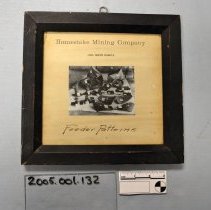 Homestake Mining Company
Feeder Patterns
2005.001.132